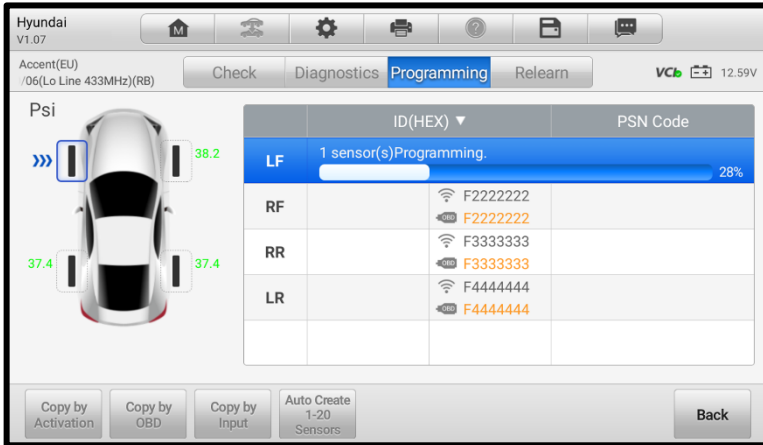 Hyundai
V1.07
M
?
Accent(EU)
/06(Lo Line 433MHz)(RB)
Check
Diagnostics
Programming
Relearn
VCI
12.59V
Psi
ID(HEX) ▼
PSN Code
38.2
LF
1 sensor(s)Programming.
28%
RF
F2222222
OBD F2222222
RR
F3333333
OBD F3333333
37.4
37.4
LR
F4444444
OBD F4444444
Copy by
Activation
Copy by
OBD
Copy by
Input
Auto Create
1-20
Sensors
Back